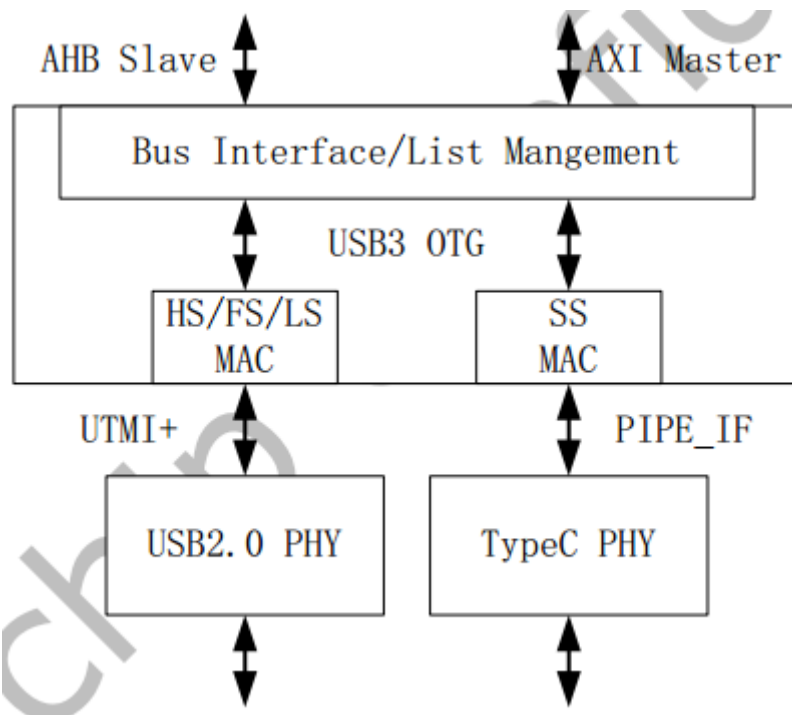 AHB Slave
AXI Master
Bus Interface/List Mangement
USB3 OTG
HS/FS/LS
MAC
SS
MAC
UTMI+
PIPE_IF
USB2.0 PHY
TypeC PHY